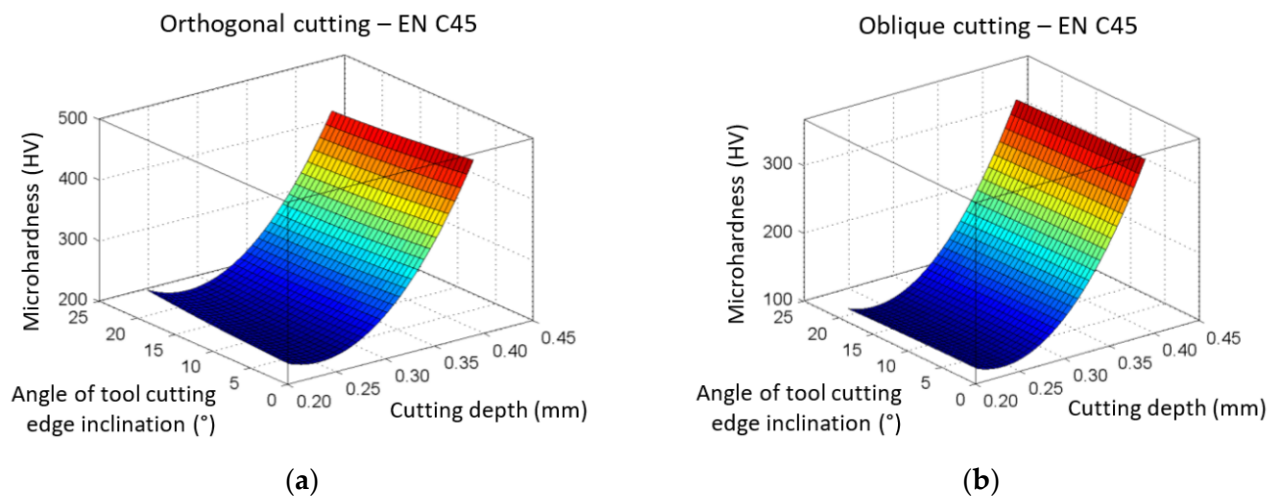 Orthogonal cutting – EN C45
Microhardness (HV)
500
400
300
200
25
20
15
10
5
0
0.20
0.25
0.30
0.35
0.40
0.45
Angle of tool cutting
edge inclination (°)
Cutting depth (mm)
(a)
Oblique cutting – EN C45
Microhardness (HV)
300
200
100
25
20
15
10
5
0
0.20
0.25
0.30
0.35
0.40
0.45
Angle of tool cutting
edge inclination (°)
Cutting depth (mm)
(b)